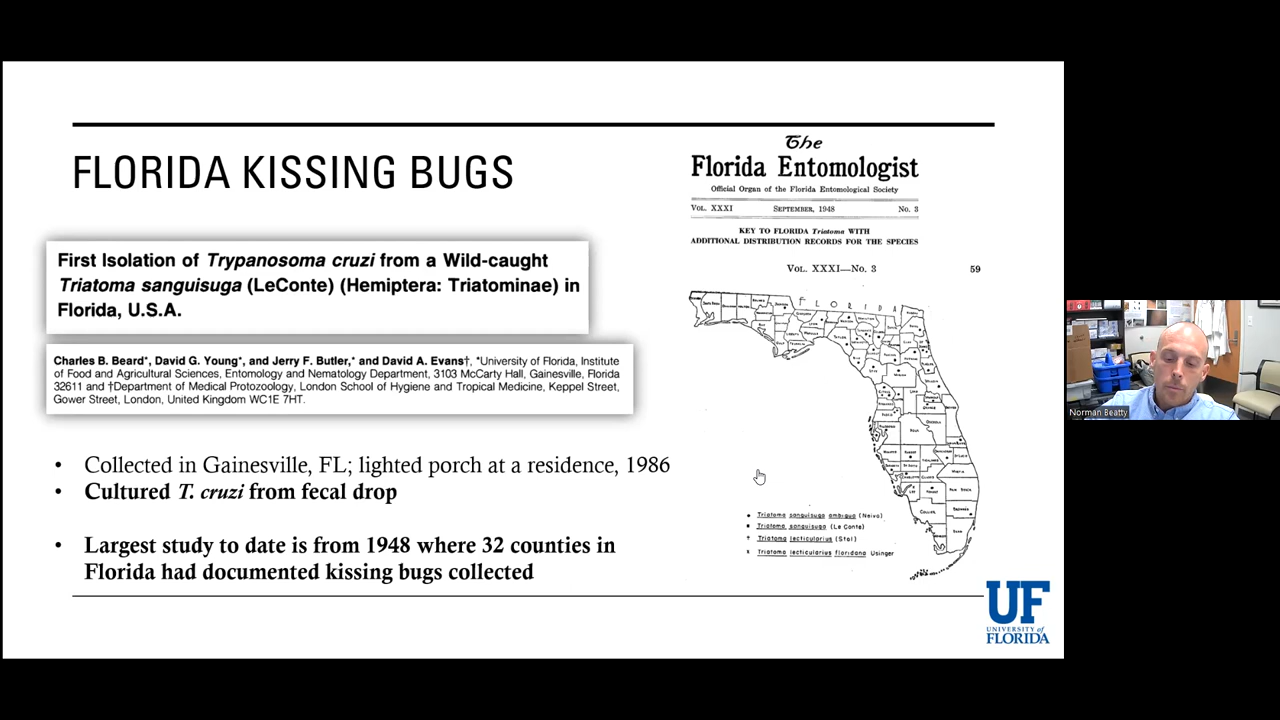 FLORIDA KISSING BUGS
First Isolation of Trypanosoma cruzi from a Wild-caught
Triatoma sanguisuga (LeConte) (Hemiptera: Triatominae) in
Florida, U.S.A.
Charles B. Beard*, David G. Young*, and Jerry F. Butler,* and David A. Evans†, *University of Florida, Institute
of Food and Agricultural Sciences, Entomology and Nematology Department, 3103 McCarty Hall, Gainesville, Florida
32611 and †Department of Medical Protozoology, London School of Hygiene and Tropical Medicine, Keppel Street,
Gower Street, London, United Kingdom WC1E 7HT.
• Collected in Gainesville, FL; lighted porch at a residence, 1986
• Cultured T. cruzi from fecal drop
• Largest study to date is from 1948 where 32 counties in
Florida had documented kissing bugs collected
The
Florida Entomologist
Official Organ of the Florida Entomological Society
VOL. XXXI SEPTEMBER, 1948 No. 3
KEY TO FLORIDA Triatoma WITH
ADDITIONAL DISTRIBUTION RECORDS FOR THE SPECIES
VOL. XXXI—No. 3 59
FLORIDA
Triatoma sanguisuga ambigua (Neiva)
Triatoma sanguisuga (Le Conte)
Triatoma lecticularius (Stal)
Triatoma lecticularius floridana Usinger
UF
UNIVERSITY of
FLORIDA
Norman Beatty